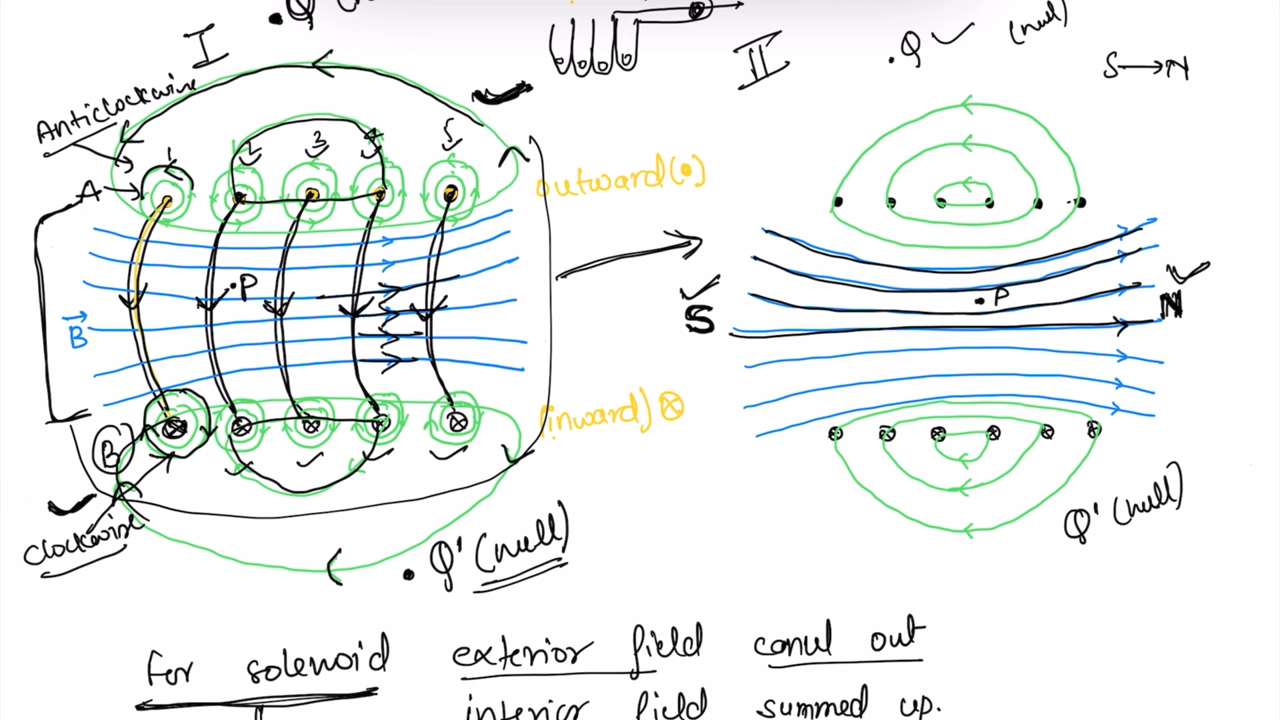 I
.Q
II
.Q ✓ (null)
S→N
Anticlockwise
1 2 3 4 5
A
outward(•)
.P
B
S
.P
N
B
(inward) ⊗
clockwise
. Q' (null)
Q' (null)
For solenoid exterior field cancel out
interior field summed up.